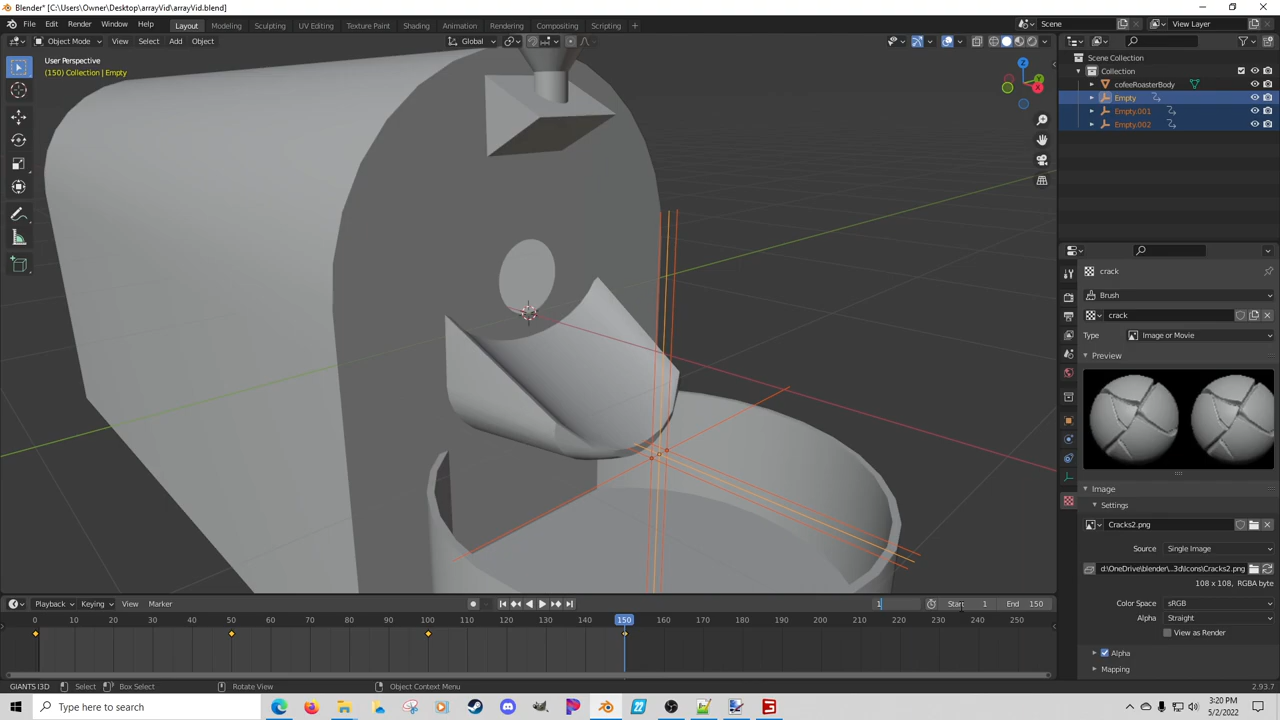 Blender* [C:\Users\Owner\Desktop\arrayVid\arrayVid.blend]
File Edit Render Window Help Layout Modeling Sculpting UV Editing Texture Paint Shading Animation Rendering Compositing Scripting Scene View Layer
Object Mode View Select Add Object Global
User Perspective
(150) Collection | Empty
X
Y
Z
Scene Collection
Collection
cofeeRoasterBody
Empty
Empty.001
Empty.002
crack
Brush
crack
Type Image or Movie
Preview
Image
Settings
Cracks2.png
Source Single Image
d:\OneDrive\blender\...3d\Icons\Cracks2.png
108 x 108, RGBA byte
Color Space sRGB
Alpha Straight
View as Render
Alpha
Mapping
Playback Keying View Marker 1 Start 1 End 150
0 10 20 30 40 50 60 70 80 90 100 110 120 130 140 150 160 170 180 190 200 210 220 230 240 250
GIANTS I3D Select Box Select Rotate View Object Context Menu 2.93.7
Type here to search
3:20 PM
5/2/2022